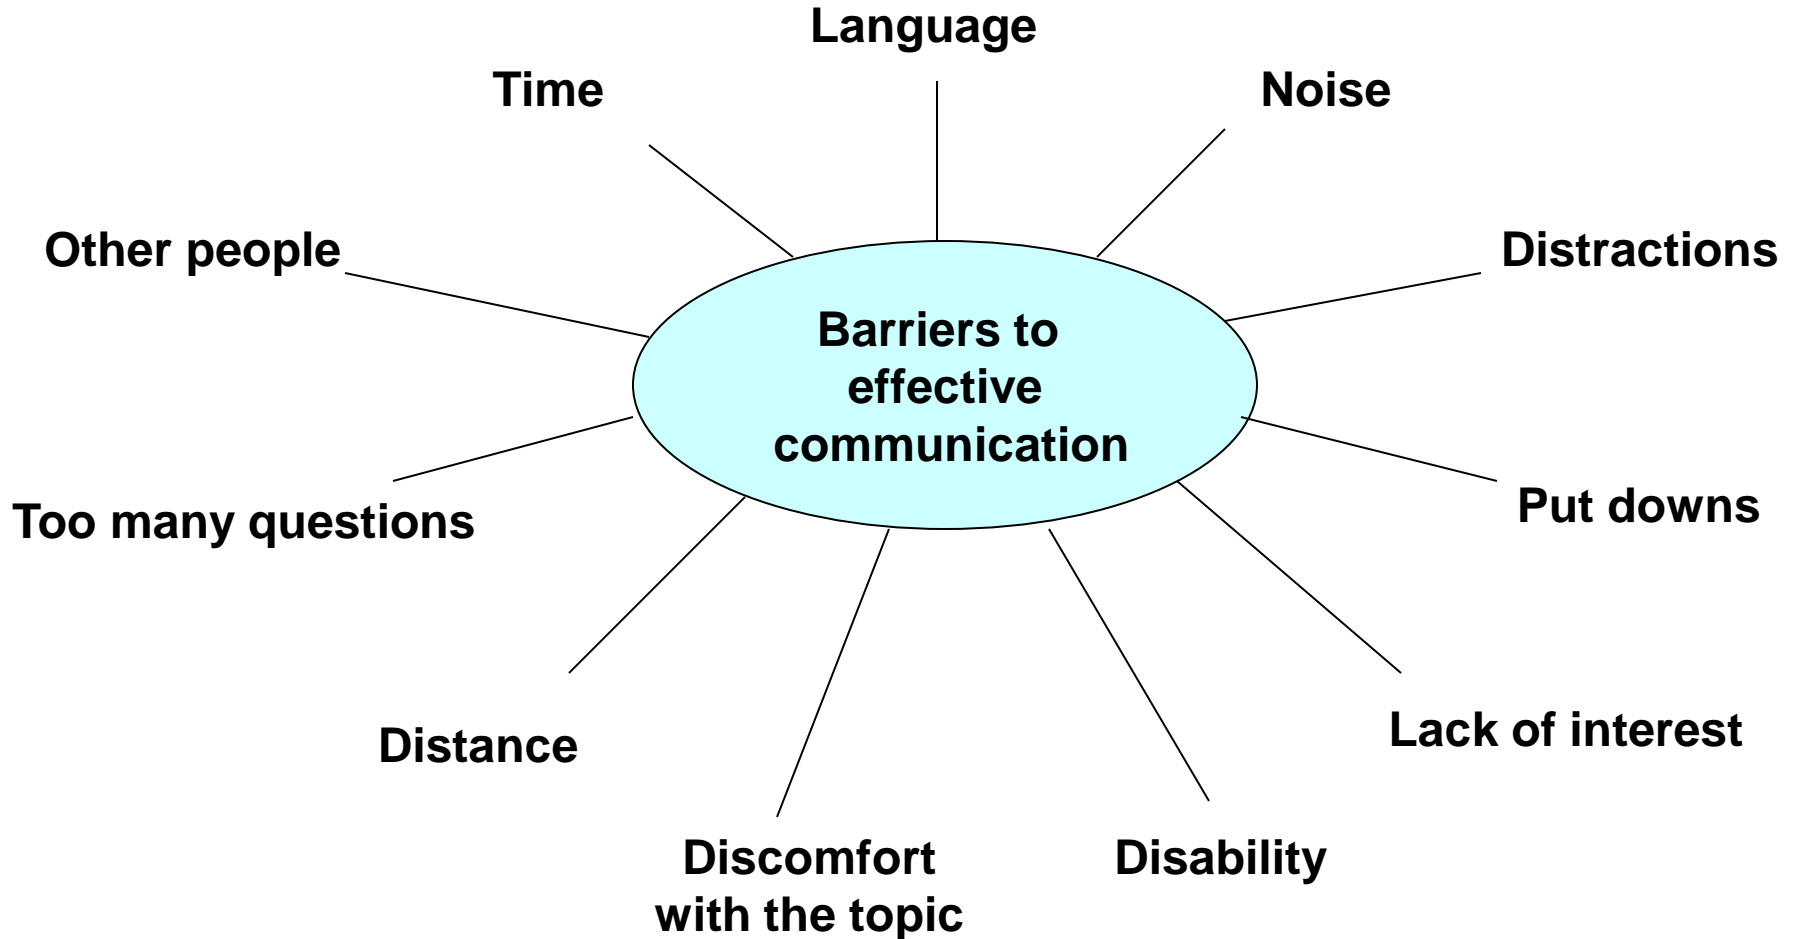 Language
Time
Noise
Other people
Distractions
Barriers to
effective
communication
Too many questions
Put downs
Distance
Lack of interest
Discomfort
with the topic
Disability